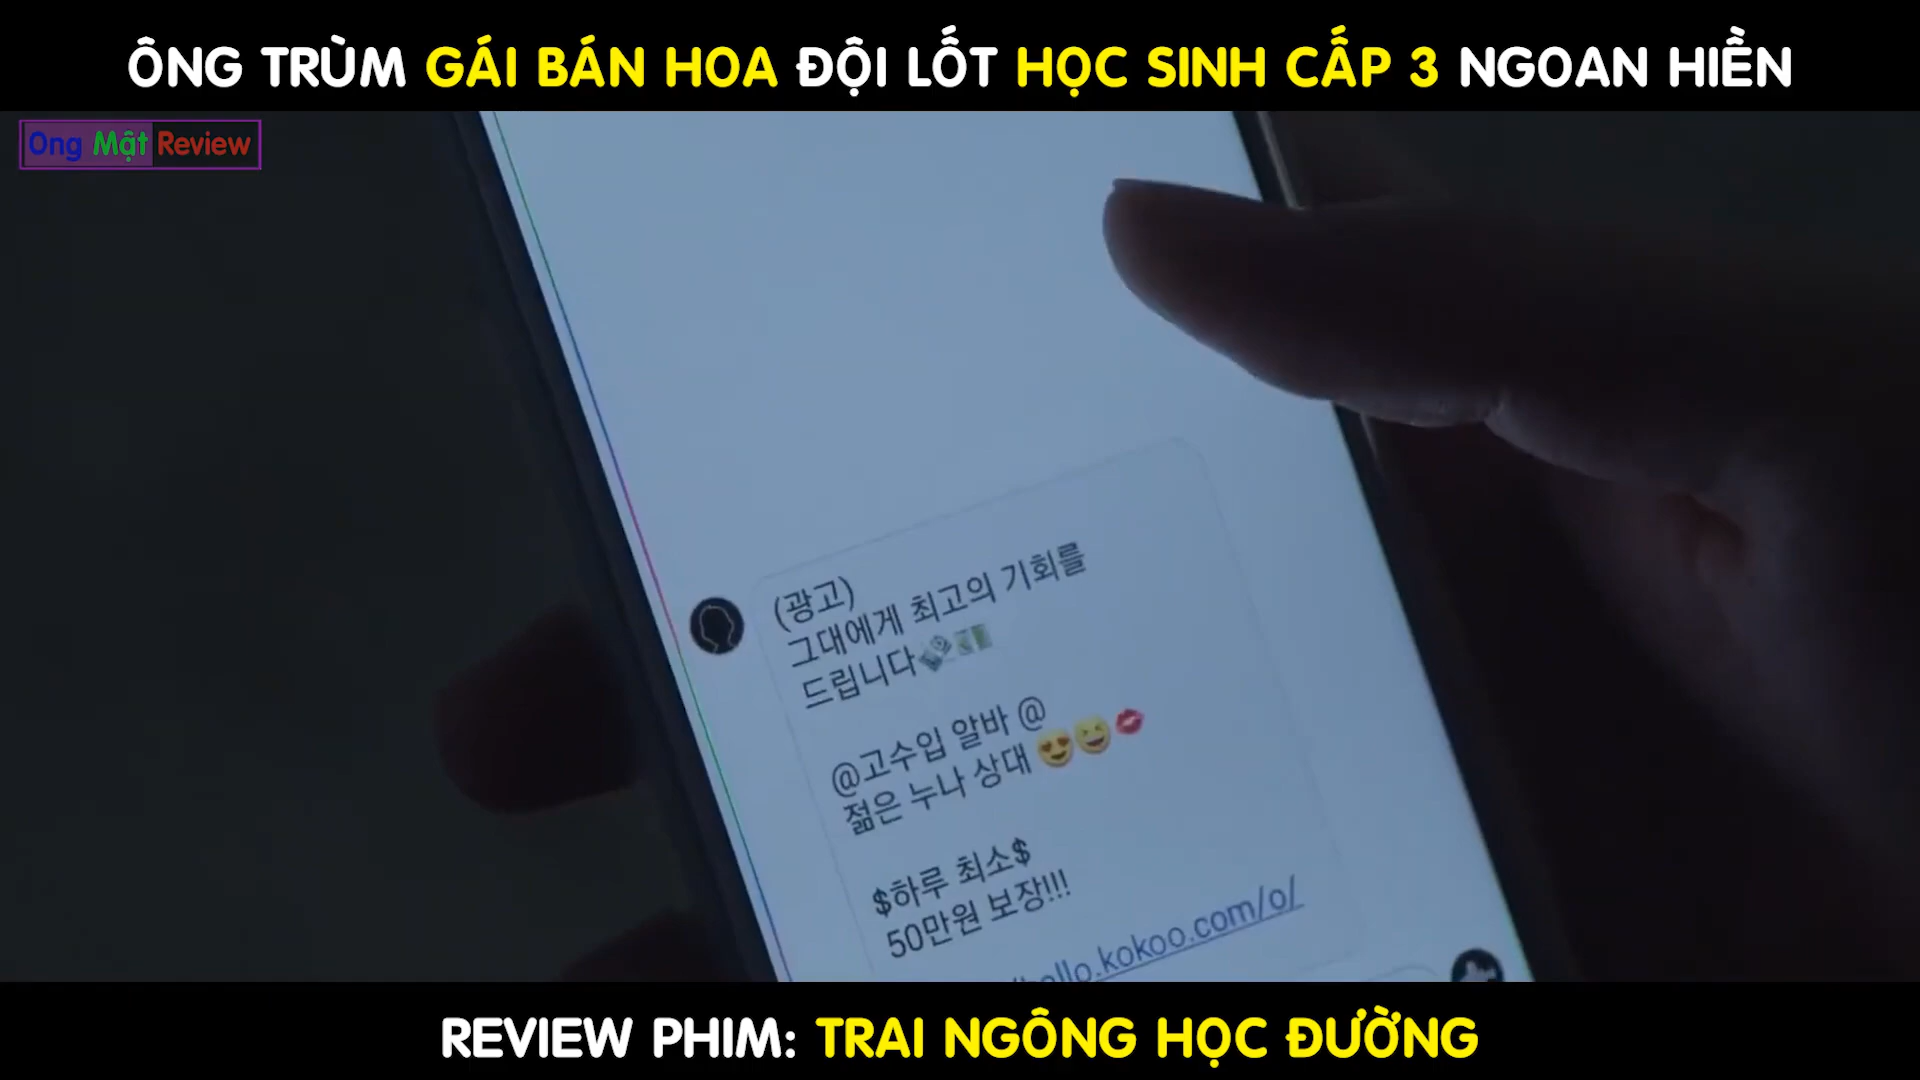 ÔNG TRÙM GÁI BÁN HOA ĐỘI LỐT HỌC SINH CẤP 3 NGOAN HIỀN
Ong Mật Review
(광고)
그대에게 최고의 기회를
드립니다
@고수입 알바 @
젊은 누나 상대
$하루 최소$
50만원 보장!!!
hello.kokoo.com/o/
REVIEW PHIM: TRAI NGÔNG HỌC ĐƯỜNG